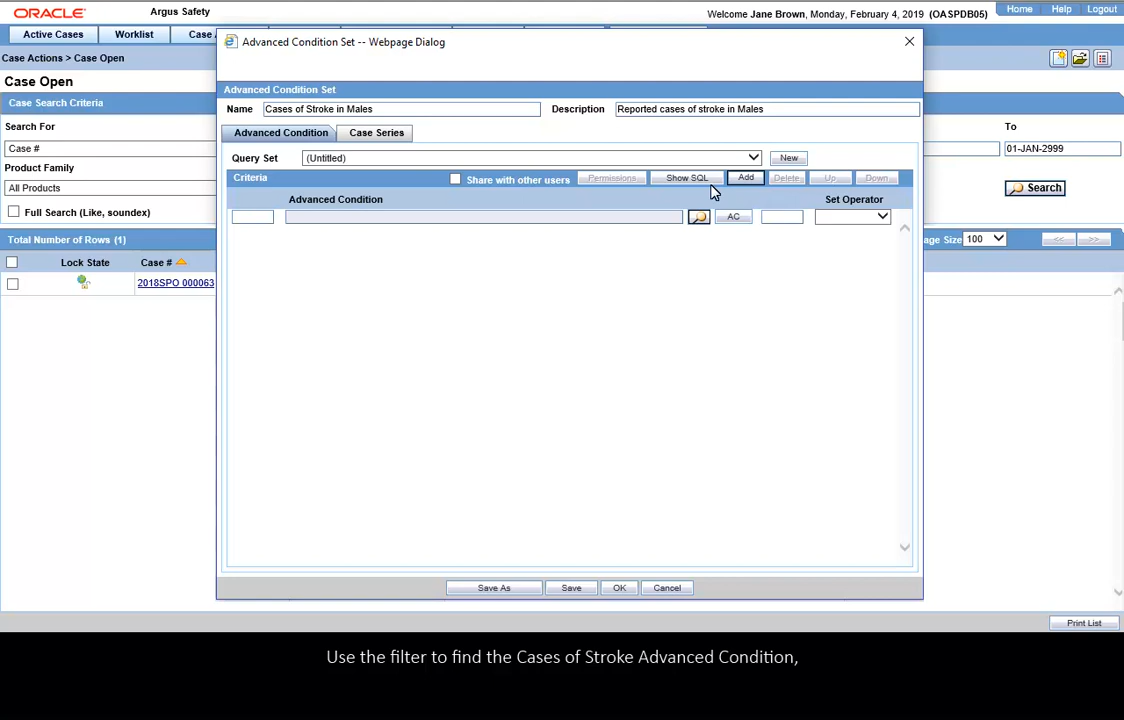 ORACLE Argus Safety Welcome Jane Brown, Monday, February 4, 2019 (OASPDB05) Home Help Logout
Active Cases Worklist Case A
Case Actions > Case Open
Case Open
Case Search Criteria
Search For
Case #
Product Family
All Products
Full Search (Like, soundex)
To
01-JAN-2999
Search
Total Number of Rows (1)
age Size 100 << >>
Lock State Case #
2018SPO 000063
Print List
Advanced Condition Set -- Webpage Dialog
Advanced Condition Set
Name Cases of Stroke in Males Description Reported cases of stroke in Males
Advanced Condition Case Series
Query Set (Untitled) New
Criteria Share with other users Permissions Show SQL Add Delete Up Down
Advanced Condition Set Operator
AC
Save As Save OK Cancel
Use the filter to find the Cases of Stroke Advanced Condition,